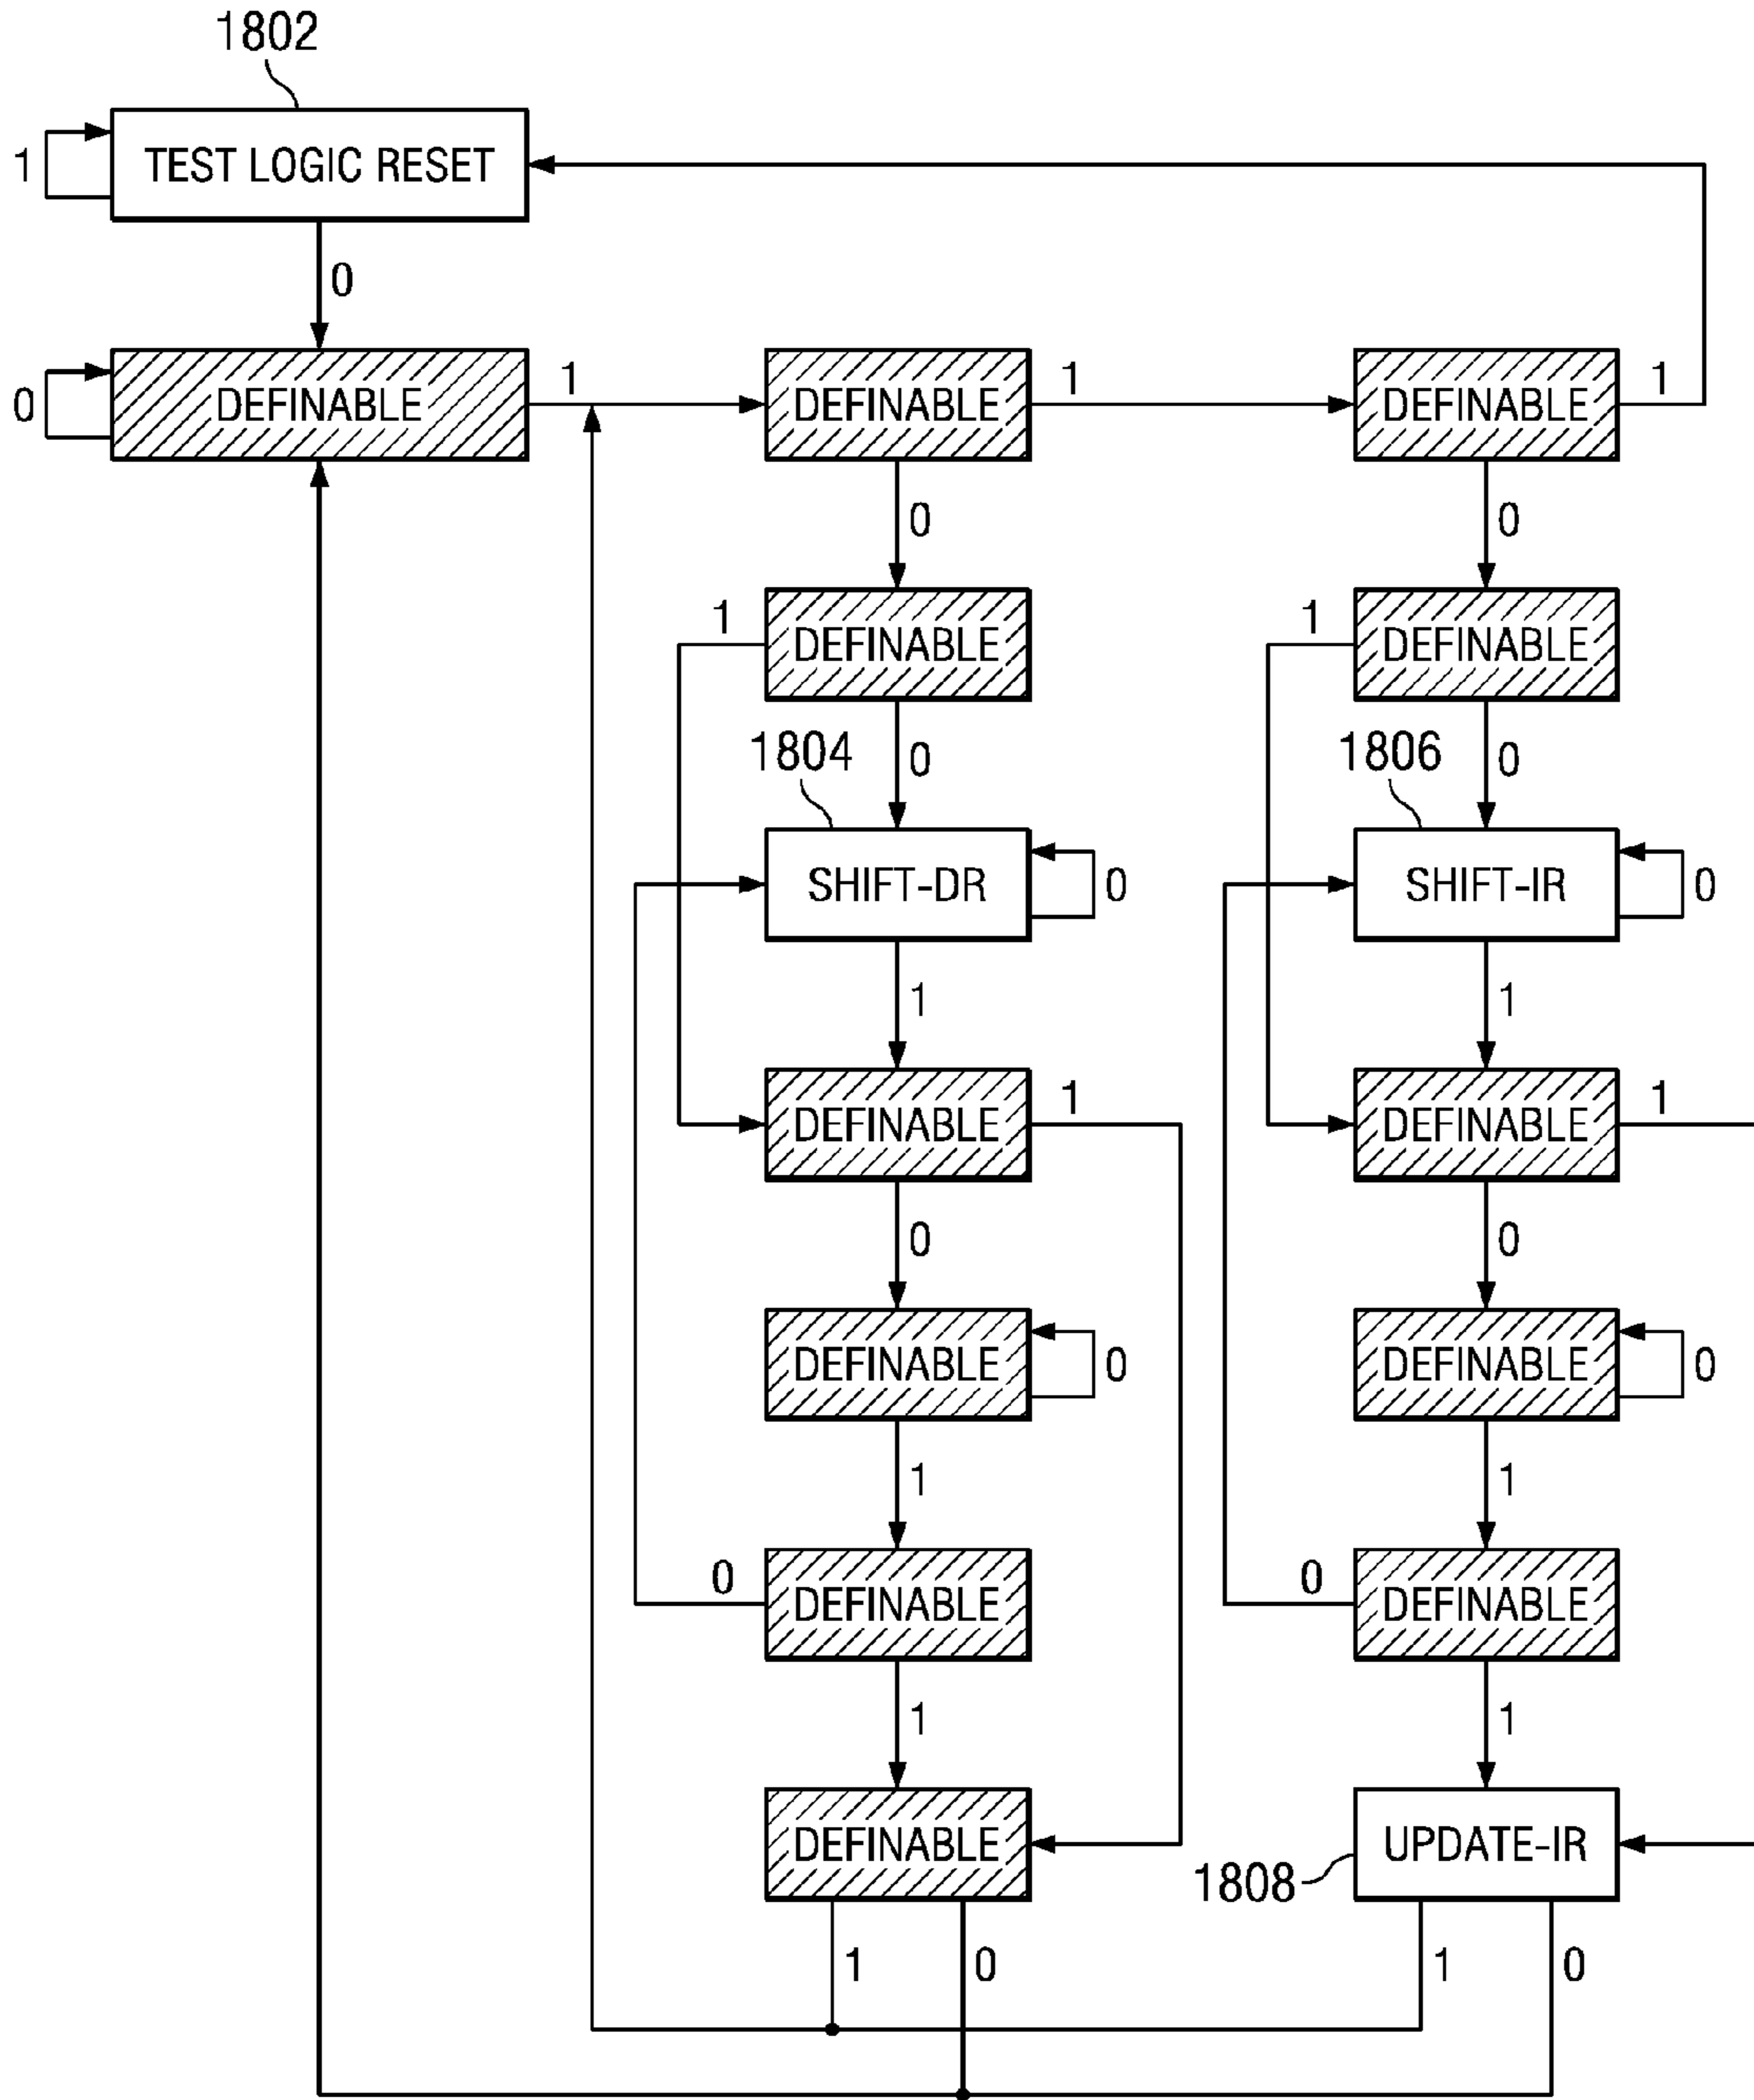 1802
1
TEST LOGIC RESET
0
0
DEFINABLE
1
DEFINABLE
1
DEFINABLE
1
0
0
1
DEFINABLE
1
DEFINABLE
1804
0
1806
0
SHIFT-DR
0
SHIFT-IR
0
1
1
DEFINABLE
1
DEFINABLE
1
0
0
DEFINABLE
0
DEFINABLE
0
1
1
0
DEFINABLE
0
DEFINABLE
1
1
DEFINABLE
UPDATE-IR
1808
1
0
1
0